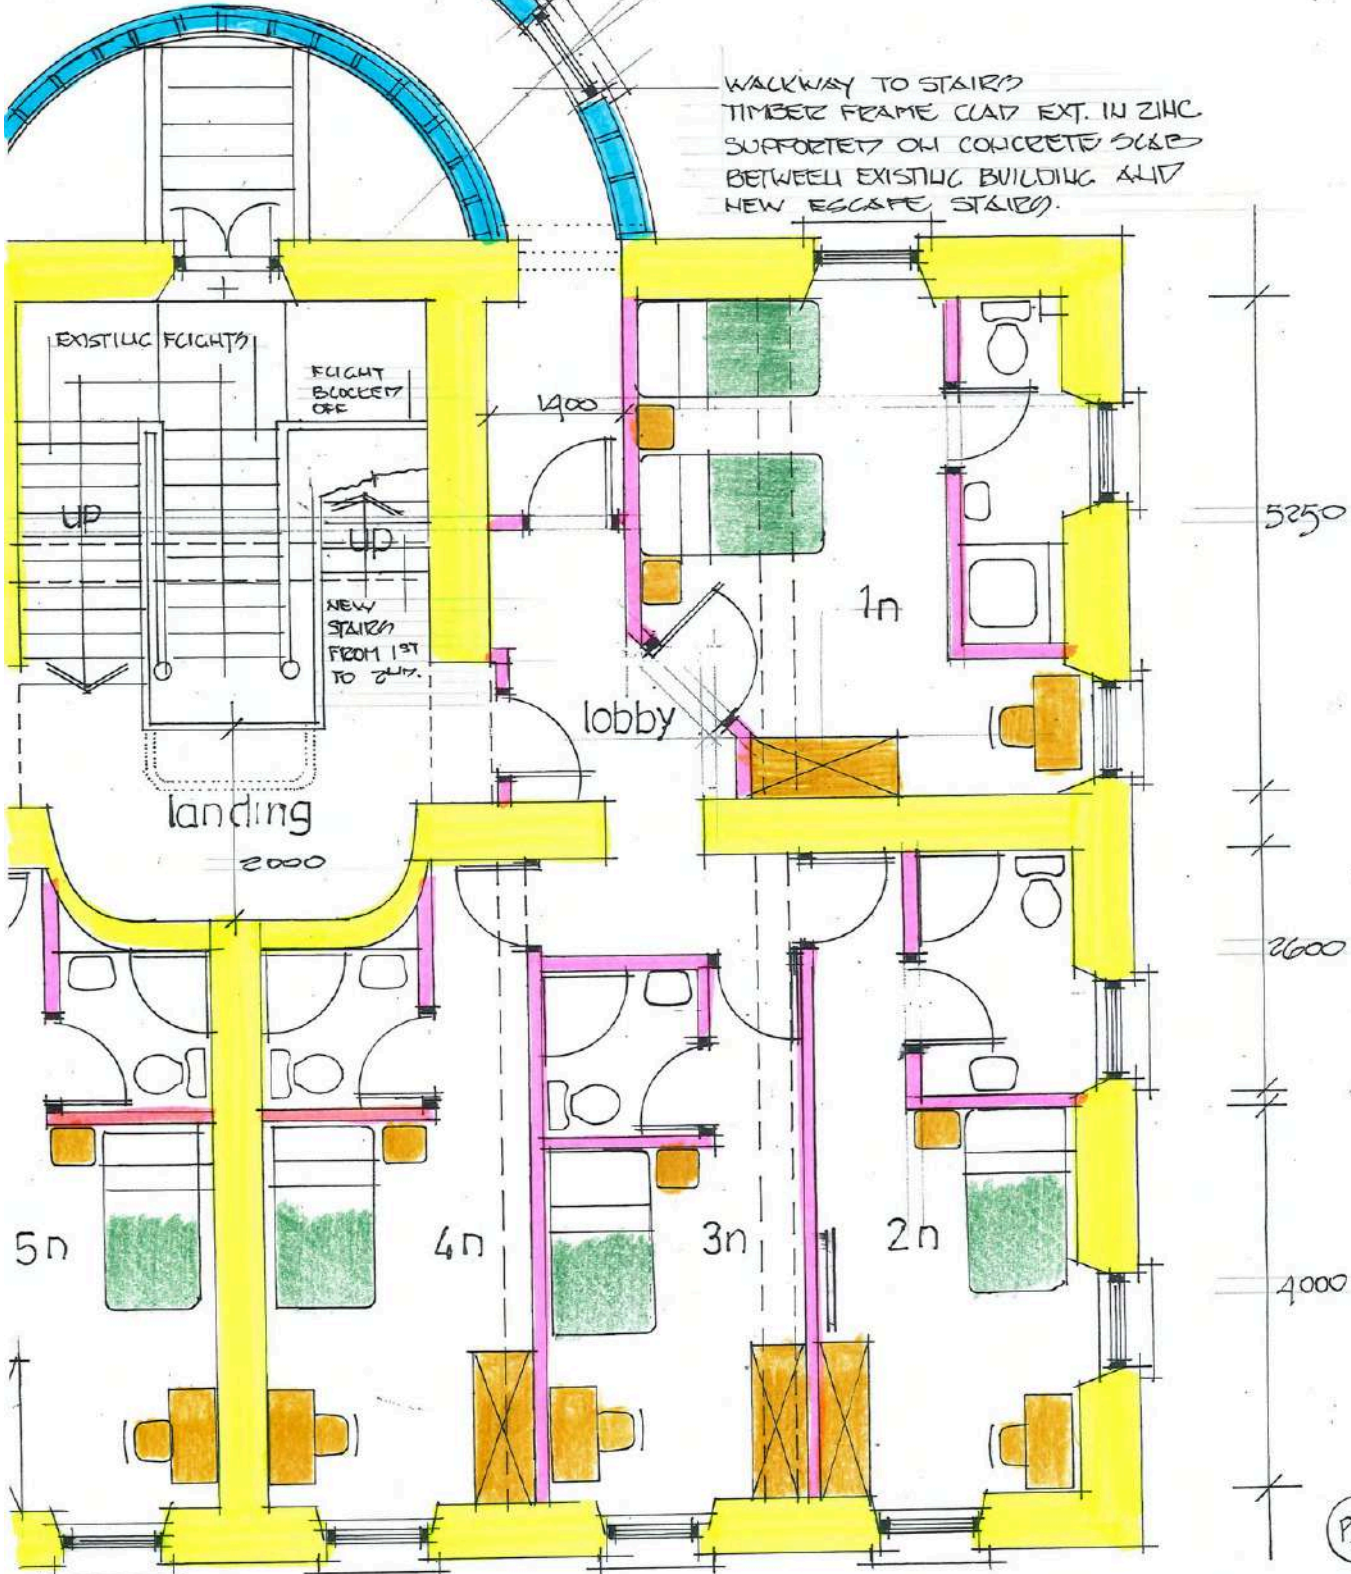 WALKWAY TO STAIRS
TIMBER FRAME CLAD EXT. IN ZINC
SUPPORTED ON CONCRETE SLAB
BETWEEN EXISTING BUILDING AND
NEW ESCAPE STAIRS.
EXISTING FLIGHTS
FLIGHT
BLOCKED
OFF
1400
UP
UP
5250
1n
NEW
STAIRS
FROM 1ST
TO 2ND.
lobby
landing
2000
2600
5n
4n
3n
2n
4000